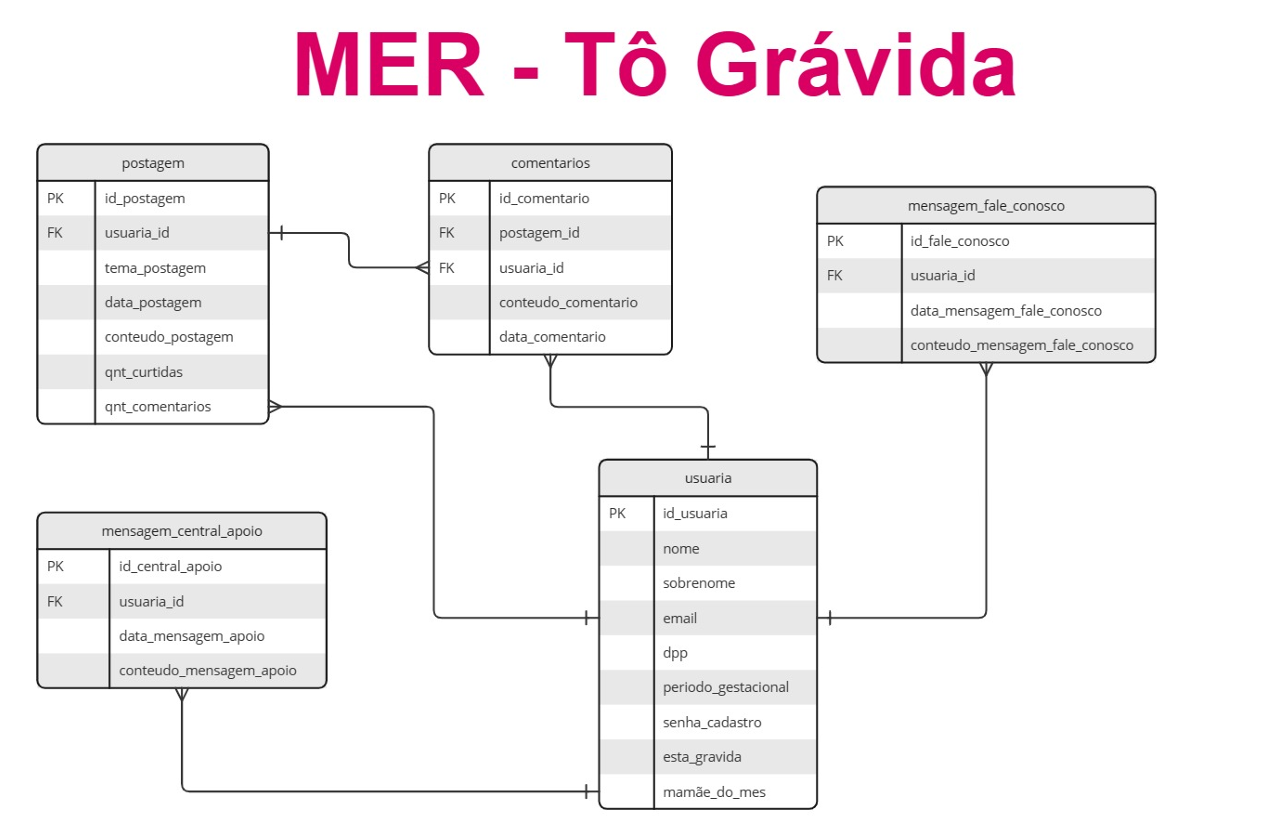 MER - Tô Grávida
postagem
PK id_postagem
FK usuaria_id
tema_postagem
data_postagem
conteudo_postagem
qnt_curtidas
qnt_comentarios
comentarios
PK id_comentario
FK postagem_id
FK usuaria_id
conteudo_comentario
data_comentario
mensagem_fale_conosco
PK id_fale_conosco
FK usuaria_id
data_mensagem_fale_conosco
conteudo_mensagem_fale_conosco
mensagem_central_apoio
PK id_central_apoio
FK usuaria_id
data_mensagem_apoio
conteudo_mensagem_apoio
usuaria
PK id_usuaria
nome
sobrenome
email
dpp
periodo_gestacional
senha_cadastro
esta_gravida
mamãe_do_mes